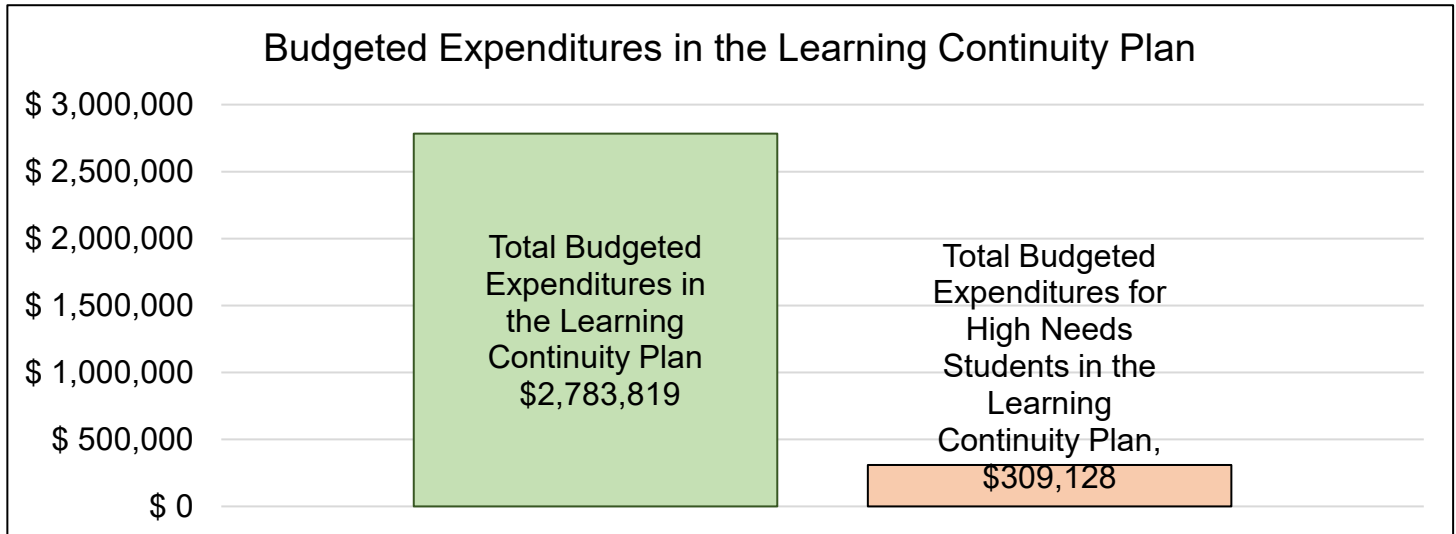 Budgeted Expenditures in the Learning Continuity Plan
$ 3,000,000
$ 2,500,000
$ 2,000,000
$ 1,500,000
$ 1,000,000
$ 500,000
$ 0
Total Budgeted
Expenditures in
the Learning
Continuity Plan
$2,783,819
Total Budgeted
Expenditures for
High Needs
Students in the
Learning
Continuity Plan,
$309,128